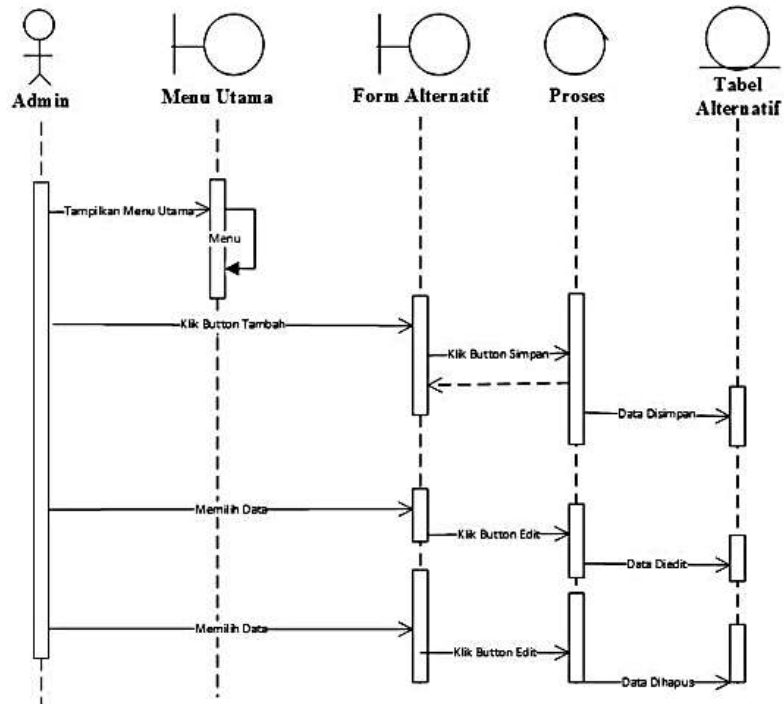 Admin
Menu Utama
Form Alternatif
Proses
Tabel
Alternatif
Tampilkan Menu Utama
Menu
Klik Button Tambah
Klik Button Simpan
Data Disimpan
Memilih Data
Klik Button Edit
Data Diedit
Memilih Data
Klik Button Edit
Data Dihapus